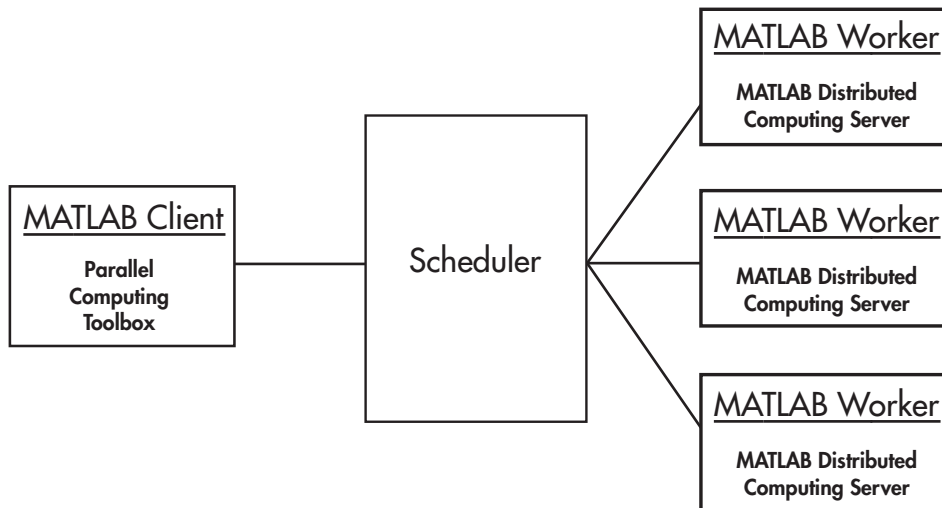 MATLAB Client
Parallel
Computing
Toolbox
Scheduler
MATLAB Worker
MATLAB Distributed
Computing Server
MATLAB Worker
MATLAB Distributed
Computing Server
MATLAB Worker
MATLAB Distributed
Computing Server